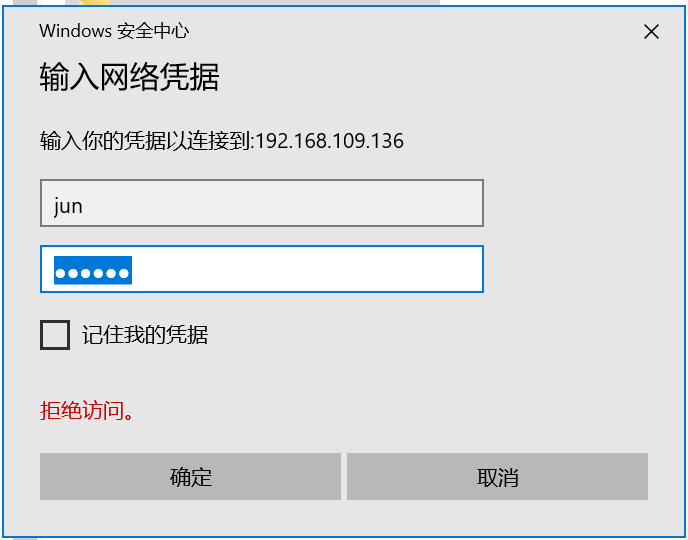 Windows 安全中心
输入网络凭据
输入你的凭据以连接到:192.168.109.136
jun
●●●●●●
记住我的凭据
拒绝访问。
确定
取消